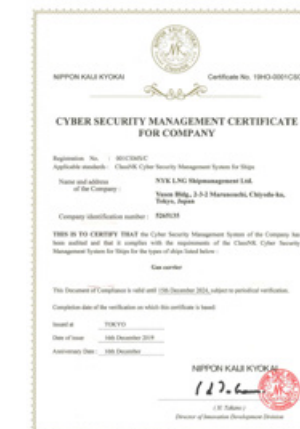 NIPPON KAIJI KYOKAI
Certificate No. 19HO-0001CSC
CYBER SECURITY MANAGEMENT CERTIFICATE
FOR COMPANY
Registration No. : 001CSMS/C
Applicable standards : ClassNK Cyber Security Management System for Ships
Name and address
of the Company :
NYK LNG Shipmanagement Ltd.
Yusen Bldg., 2-3-2 Marunouchi, Chiyoda-ku,
Tokyo, Japan
Company identification number : 5265135
THIS IS TO CERTIFY THAT the Cyber Security Management System of the Company has
been audited and that it complies with the requirements of the ClassNK Cyber Security
Management System for Ships for the types of ships listed below :
Gas carrier
This Document of Compliance is valid until 15th December 2024, subject to periodical verification.
Completion date of the verification on which this certificate is based:
Issued at TOKYO
Date of issue 16th December 2019
Anniversary Date : 16th December
NIPPON KAIJI KYOKAI
Director of Innovation Development Division